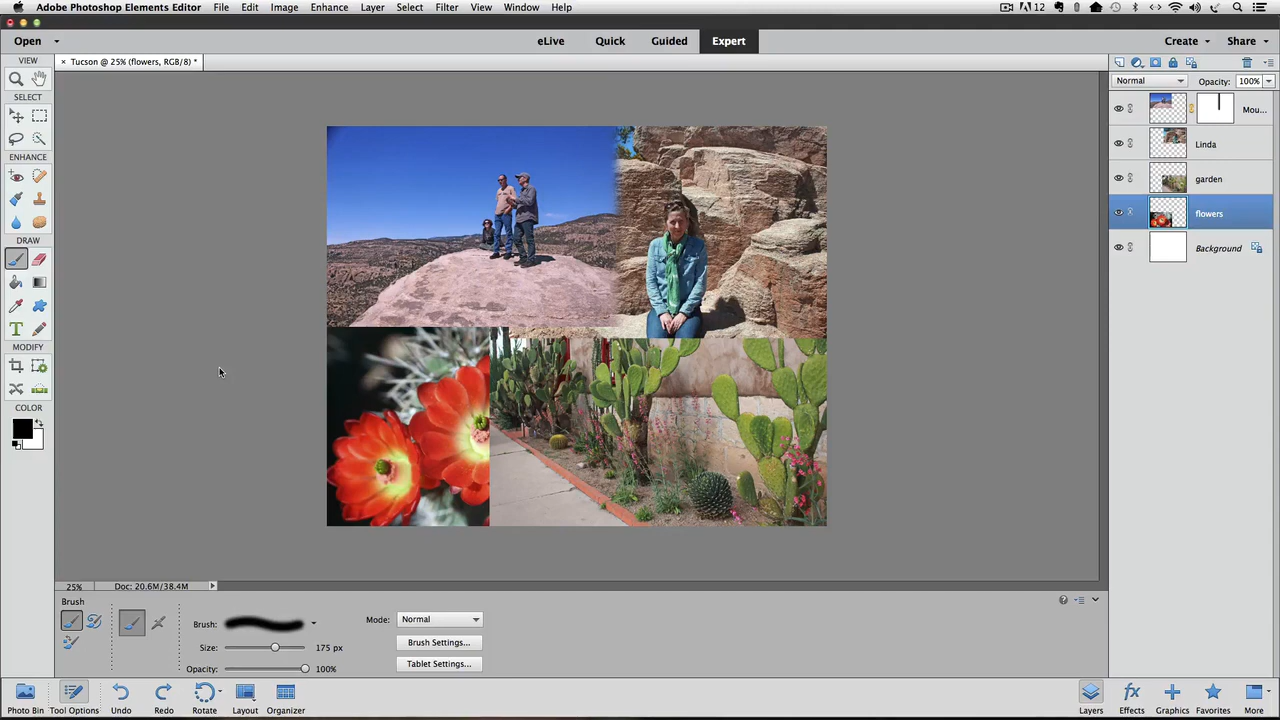 Adobe Photoshop Elements Editor File Edit Image Enhance Layer Select Filter View Window Help 12
Open eLive Quick Guided Expert Create Share
VIEW × Tucson @ 25% (flowers, RGB/8) *
Normal Opacity: 100%
SELECT
Mou...
Linda
ENHANCE
garden
flowers
DRAW
Background
T
MODIFY
COLOR
25% Doc: 20.6M/38.4M
Brush
Brush: Mode: Normal
Brush Settings...
Size: 175 px
Tablet Settings...
Opacity: 100%
Photo Bin Tool Options Undo Redo Rotate Layout Organizer Layers Effects Graphics Favorites More